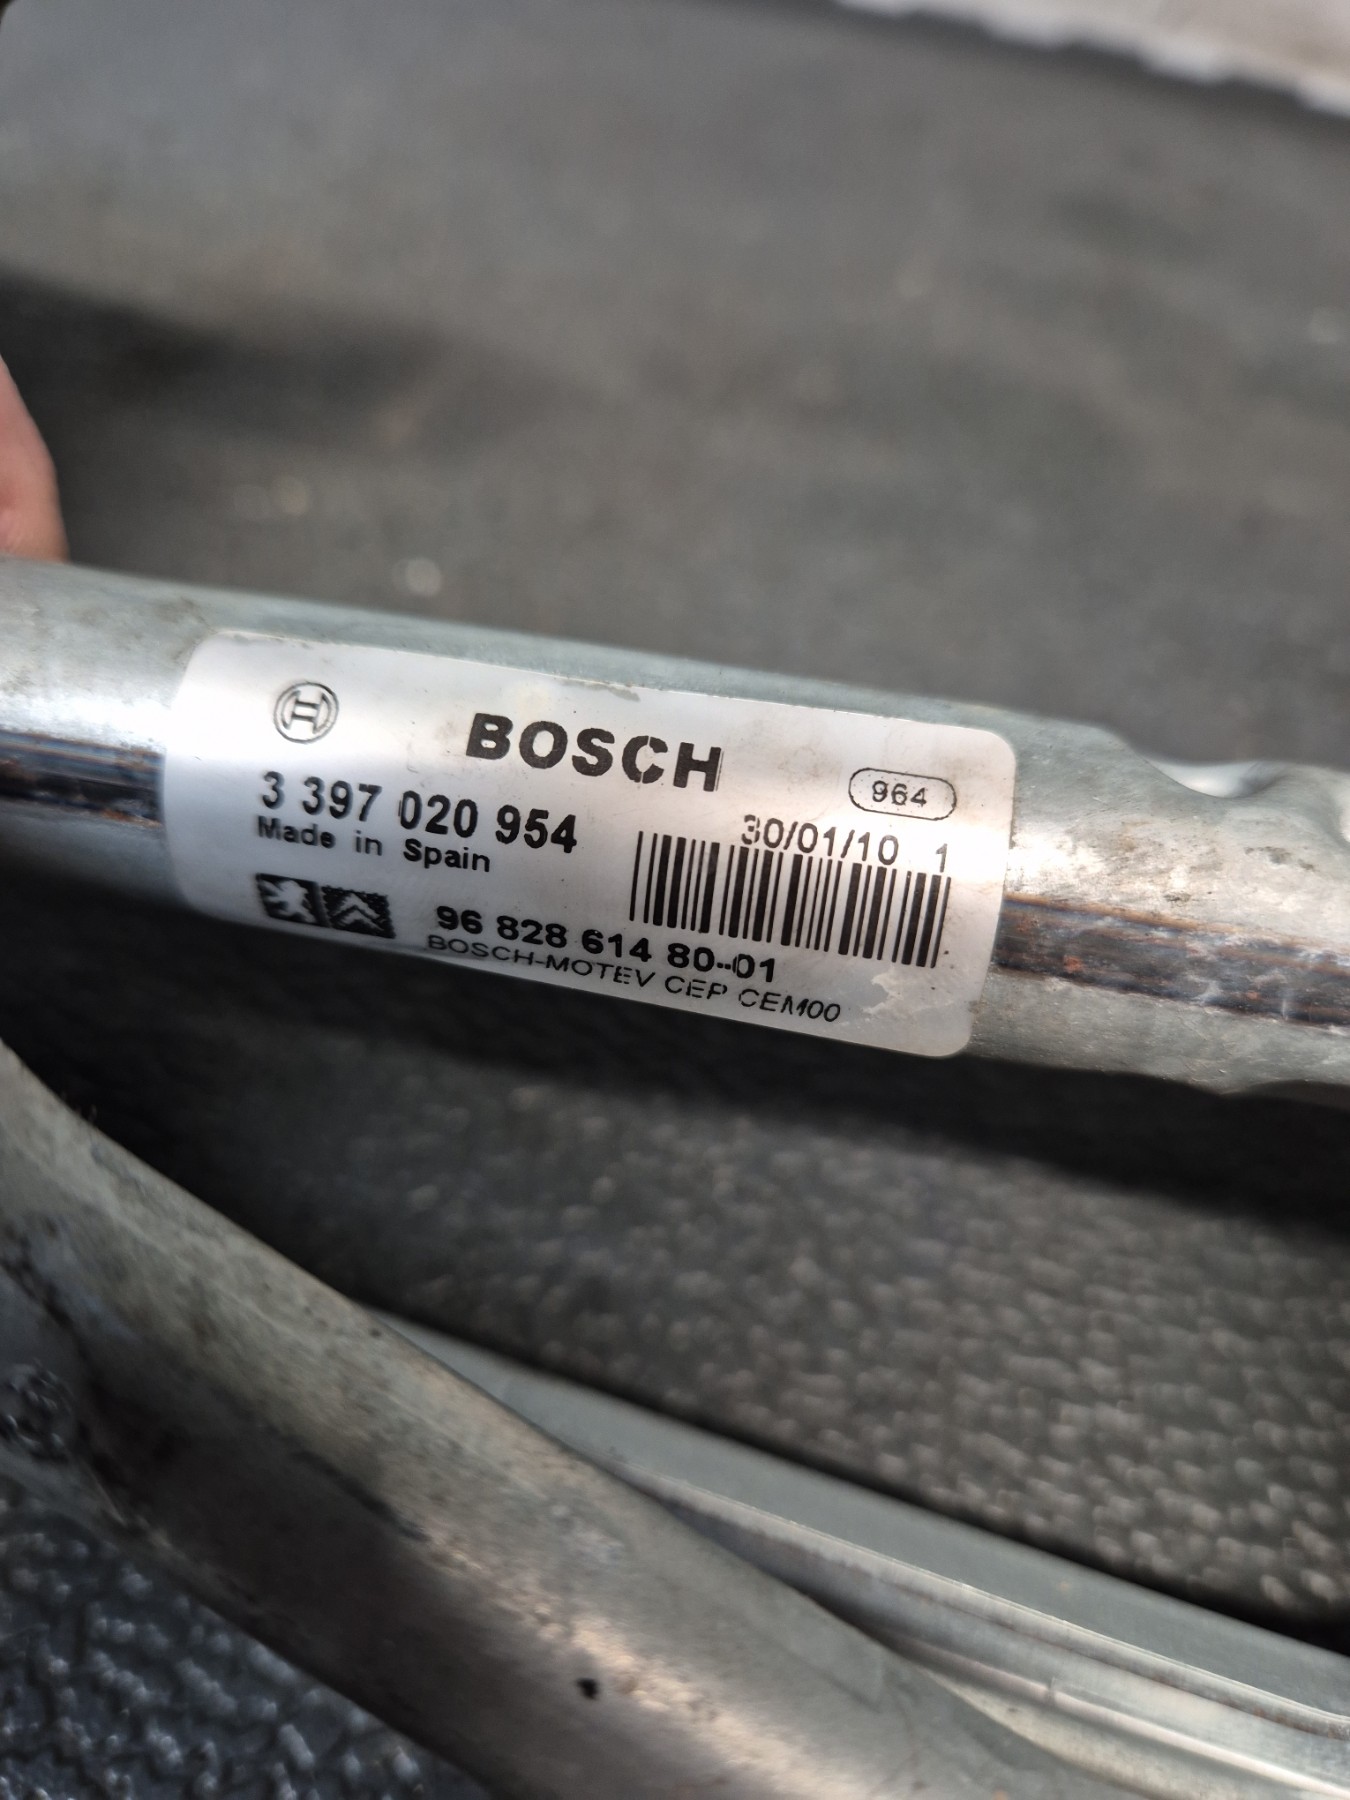 BOSCH
964
3 397 020 954
30/01/10 1
Made in Spain
96 828 614 80-01
BOSCH-MOTEV CEP CEM00